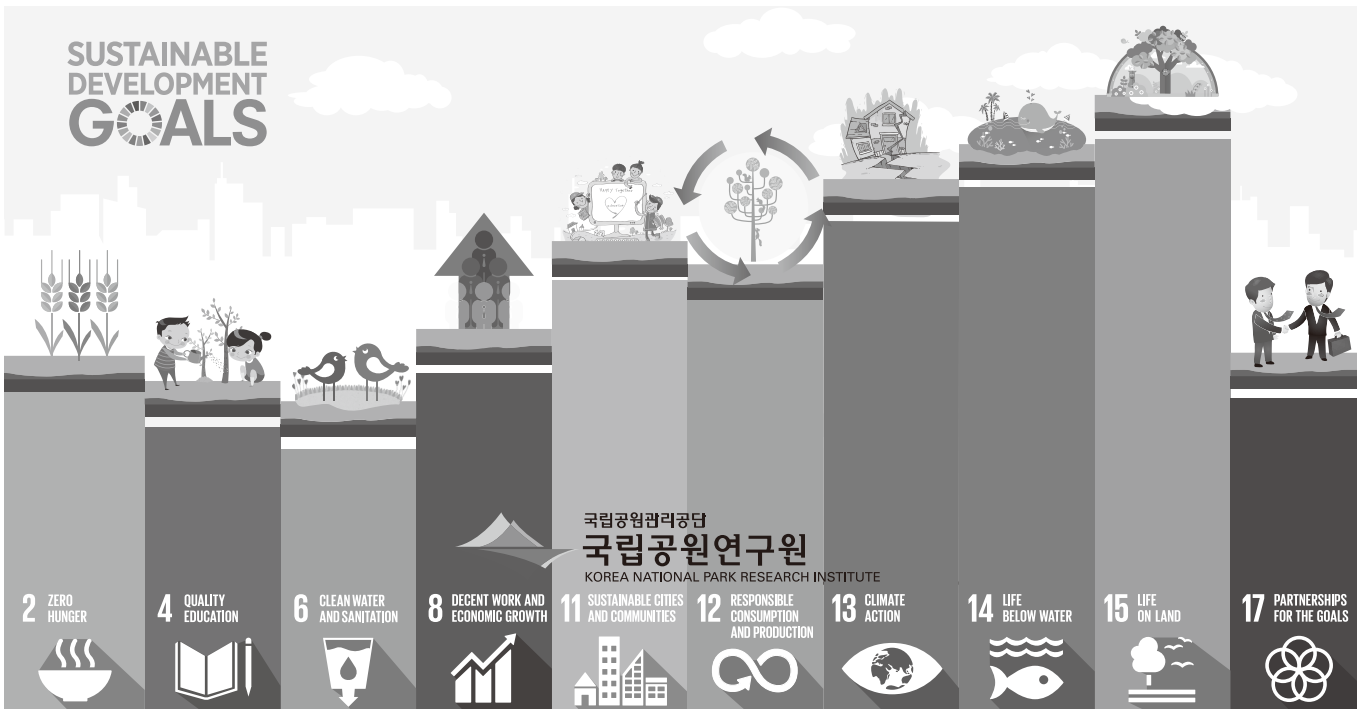 SUSTAINABLE
DEVELOPMENT
GOALS
국립공원관리공단
국립공원연구원
KOREA NATIONAL PARK RESEARCH INSTITUTE
2 ZERO
HUNGER
4 QUALITY
EDUCATION
6 CLEAN WATER
AND SANITATION
8 DECENT WORK AND
ECONOMIC GROWTH
11 SUSTAINABLE CITIES
AND COMMUNITIES
12 RESPONSIBLE
CONSUMPTION
AND PRODUCTION
13 CLIMATE
ACTION
14 LIFE
BELOW WATER
15 LIFE
ON LAND
17 PARTNERSHIPS
FOR THE GOALS